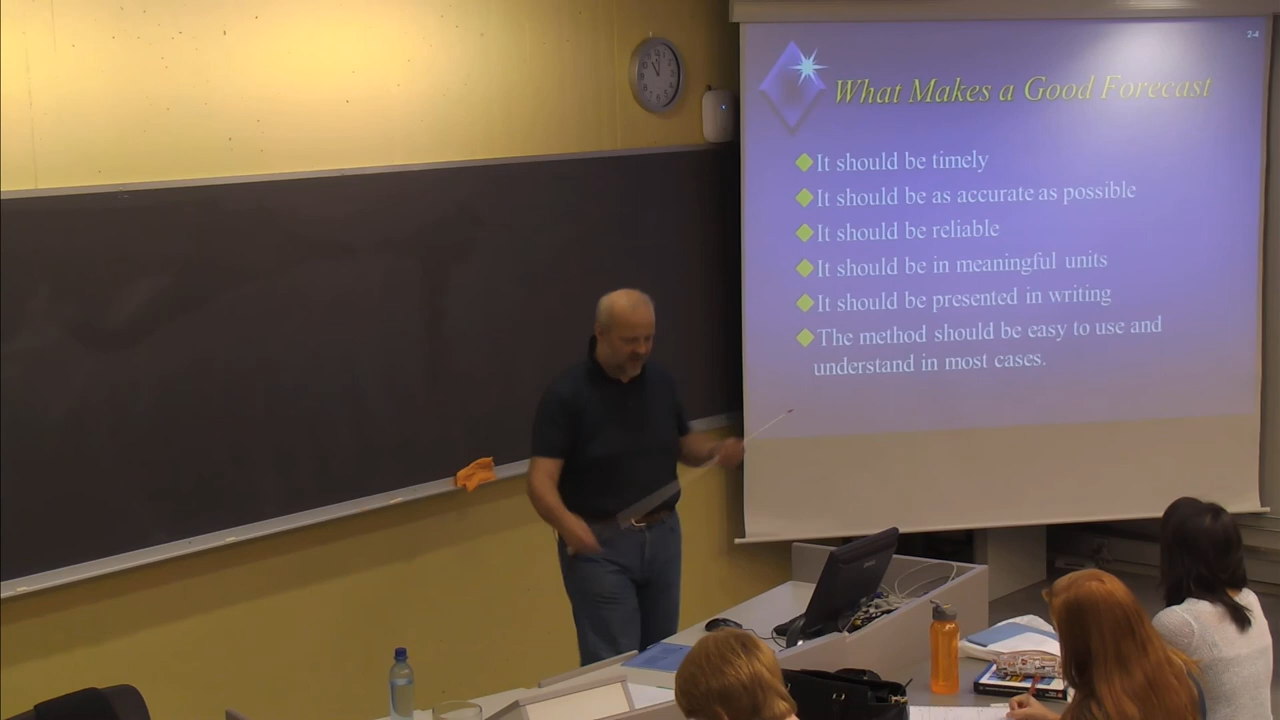 2-4
What Makes a Good Forecast
It should be timely
It should be as accurate as possible
It should be reliable
It should be in meaningful units
It should be presented in writing
The method should be easy to use and
understand in most cases.